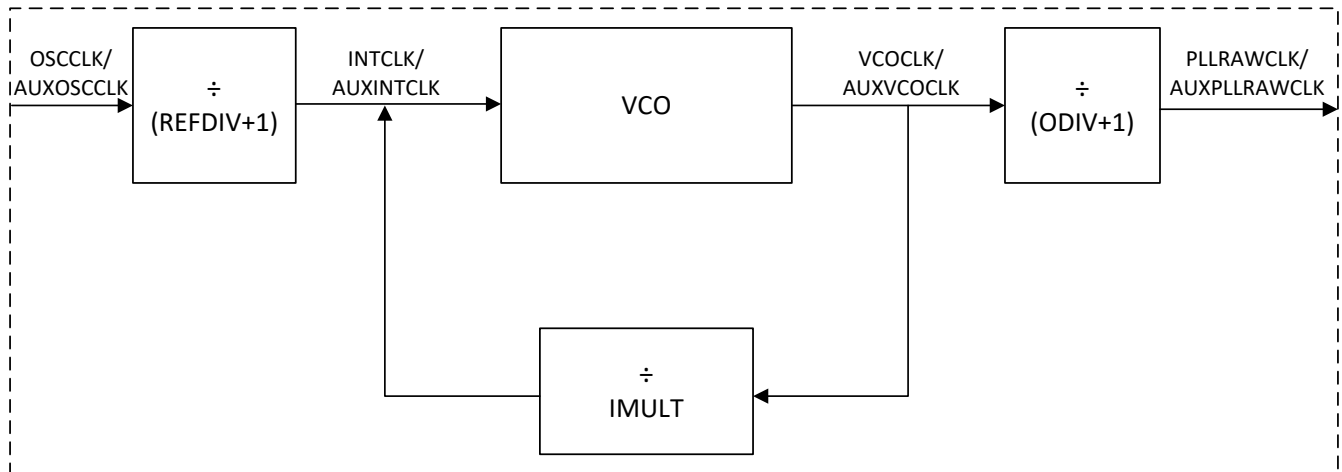 OSCCLK/
AUXOSCCLK
÷
(REFDIV+1)
INTCLK/
AUXINTCLK
VCO
VCOCLK/
AUXVCOCLK
÷
(ODIV+1)
PLLRAWCLK/
AUXPLLRAWCLK
÷
IMULT